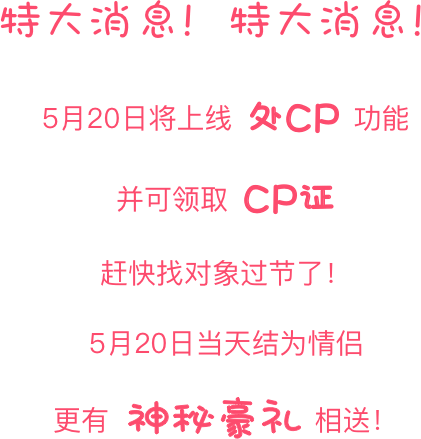 特大消息! 特大消息!
5月20日将上线 处CP 功能
并可领取 CP证
赶快找对象过节了!
5月20日当天结为情侣
更有 神秘豪礼 相送!